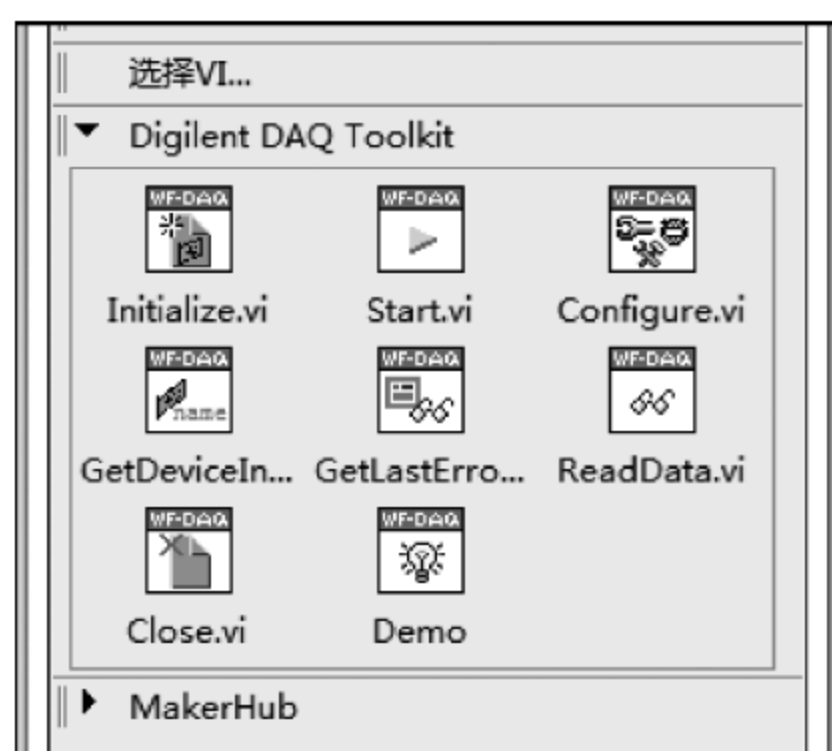 选择VI...
Digilent DAQ Toolkit
WF-DAQ WF-DAQ WF-DAQ
Initialize.vi Start.vi Configure.vi
WF-DAQ WF-DAQ WF-DAQ
name
GetDeviceIn... GetLastErro... ReadData.vi
WF-DAQ WF-DAQ
Close.vi Demo
MakerHub